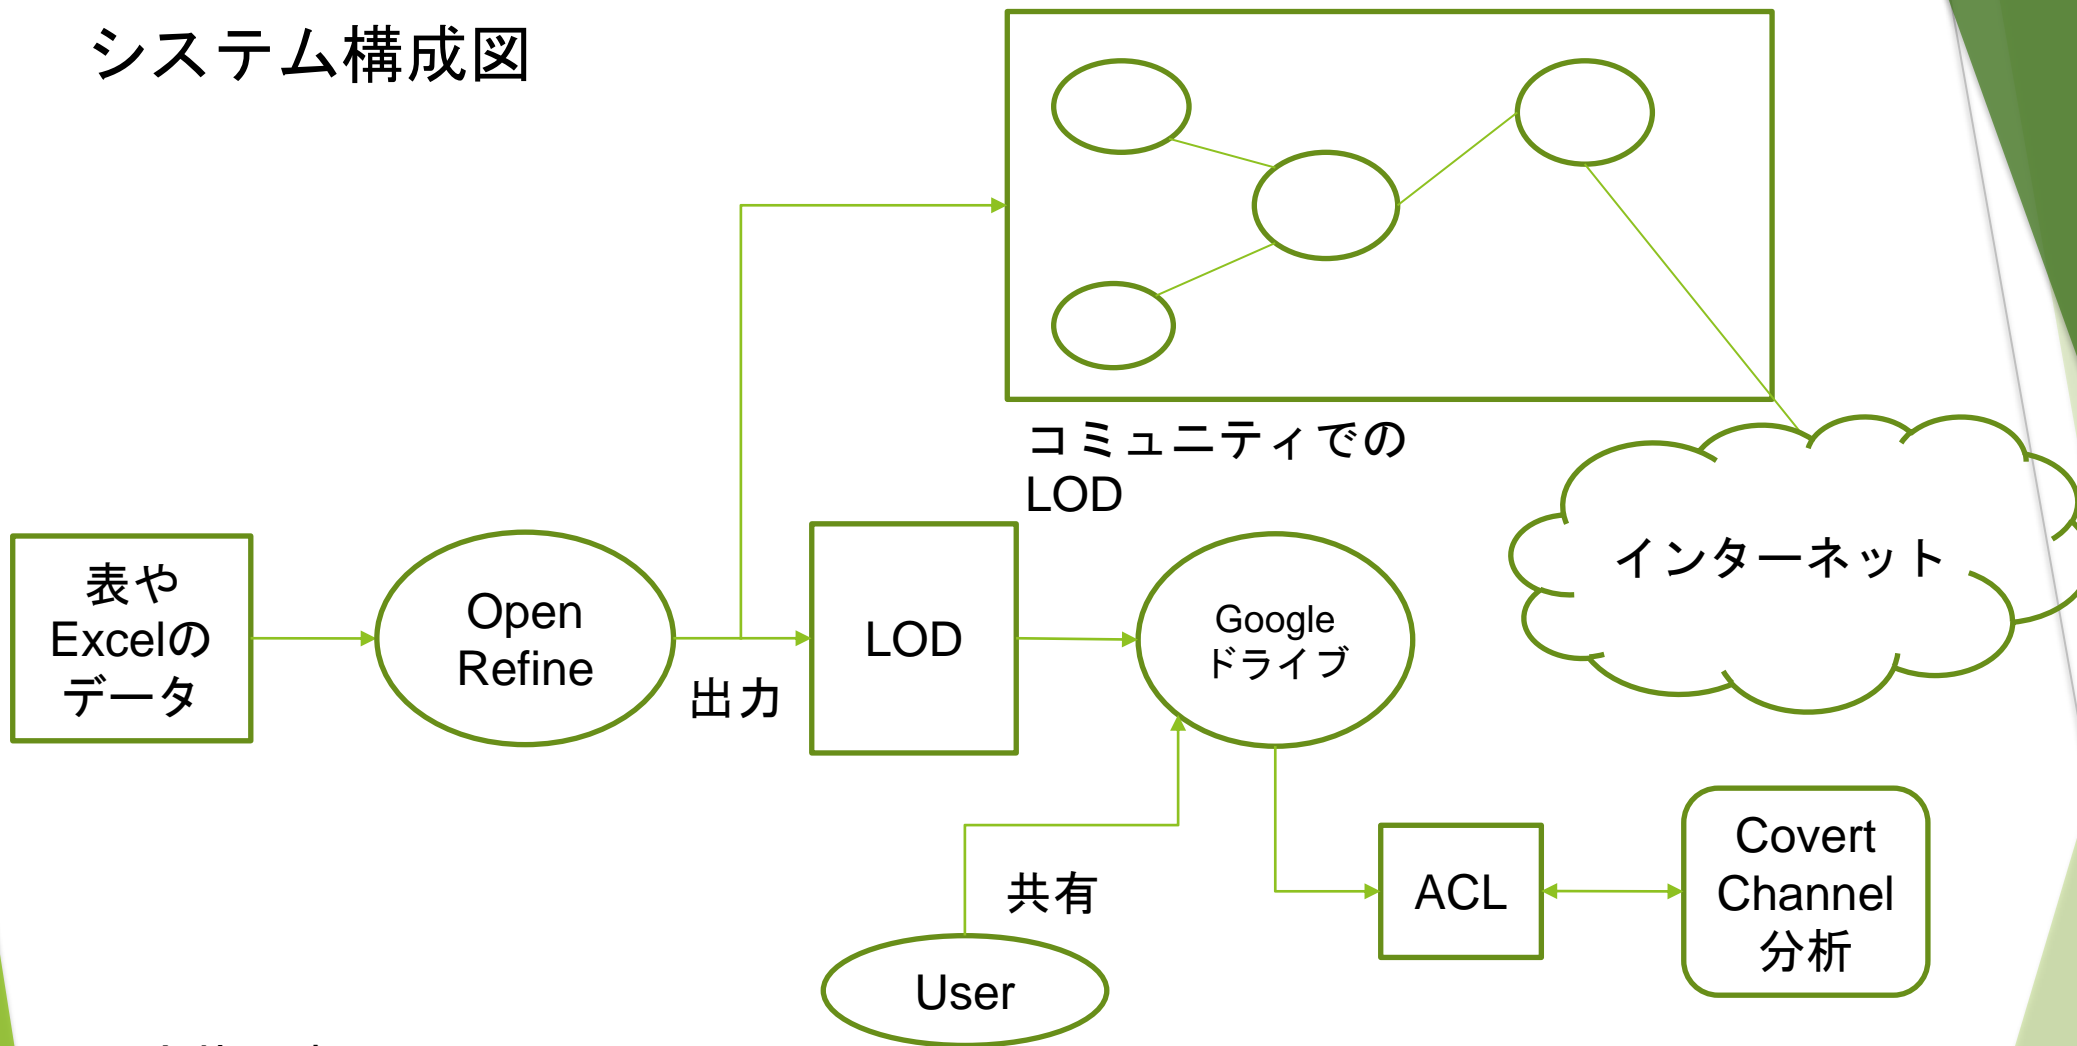 システム構成図
コミュニティでの
LOD
インターネット
表や
Excelの
データ
Open
Refine
出力
LOD
Google
ドライブ
共有
User
ACL
Covert
Channel
分析